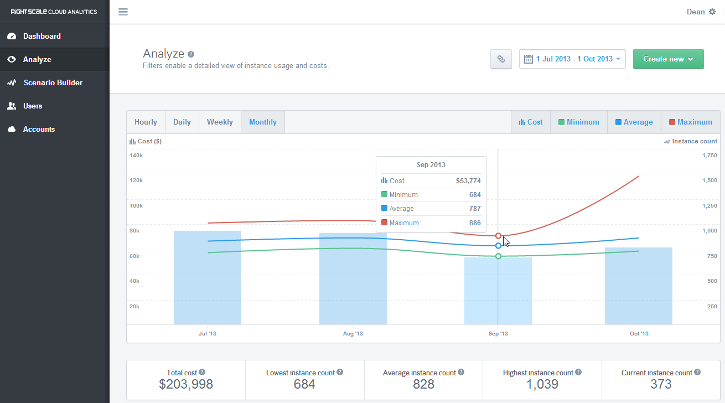 RIGHTSCALE CLOUD ANALYTICS
Dean
Dashboard
Analyze
Scenario Builder
Users
Accounts
Analyze
Filters enable a detailed view of instance usage and costs.
1 Jul 2013 - 1 Oct 2013
Create new
Hourly Daily Weekly Monthly
Cost Minimum Average Maximum
Cost ($) Instance count
140k 1,750
120k 1,500
100k 1,250
80k 1,000
60k 750
40k 500
20k 250
Sep 2013
Cost $53,774
Minimum 684
Average 787
Maximum 886
Jul '13 Aug '13 Sep '13 Oct '13
Total cost Lowest instance count Average instance count Highest instance count Current instance count
$203,998 684 828 1,039 373